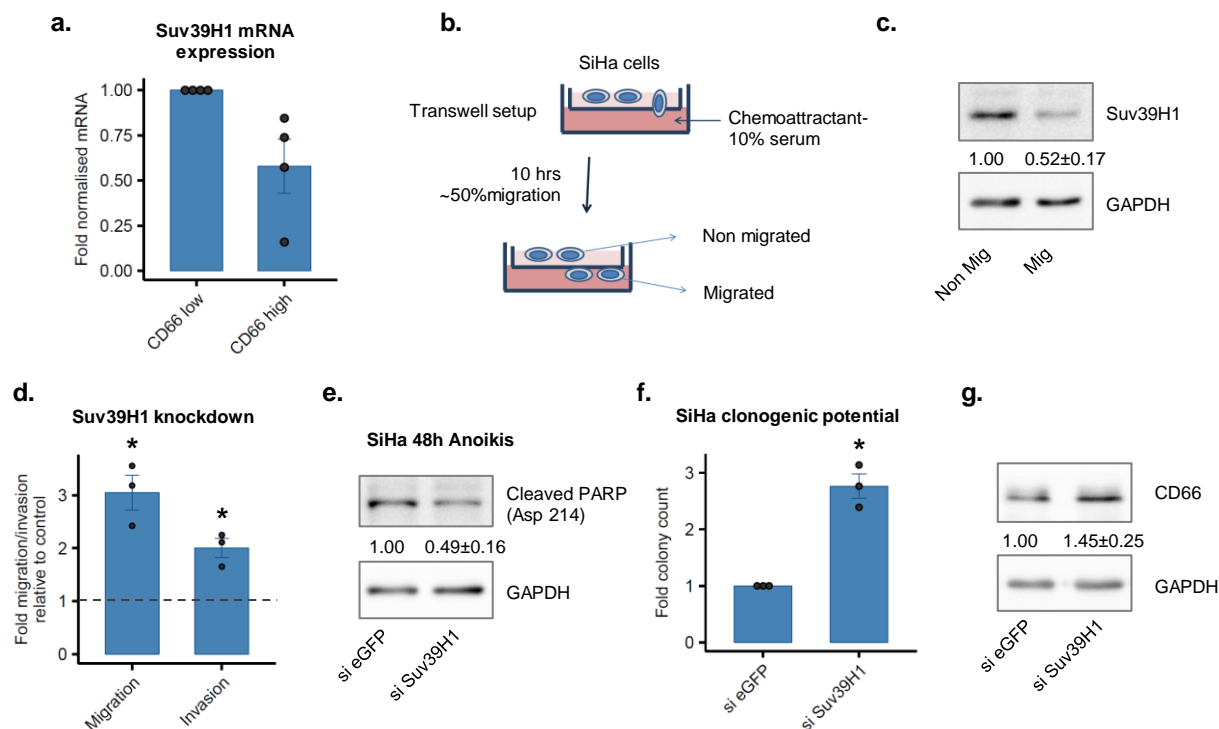 a.
Suv39H1 mRNA
expression
Fold normalised mRNA
1.00
0.75
0.50
0.25
0.00
CD66 low
CD66 high
b.
SiHa cells
Transwell setup
Chemoattractant-
10% serum
10 hrs
~50%migration
Non migrated
Migrated
c.
Suv39H1
1.00 0.52±0.17
GAPDH
Non Mig
Mig
d.
Suv39H1 knockdown
Fold migration/invasion
relative to control
3
2
1
0
*
*
Migration
Invasion
e.
SiHa 48h Anoikis
Cleaved PARP
(Asp 214)
1.00 0.49±0.16
GAPDH
si eGFP
si Suv39H1
f.
SiHa clonogenic potential
Fold colony count
3
2
1
0
*
si eGFP
si Suv39H1
g.
CD66
1.00 1.45±0.25
GAPDH
si eGFP
si Suv39H1